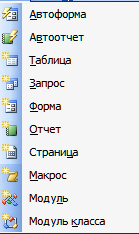 Автоформа
Автоотчет
Таблица
Запрос
Форма
Отчет
Страница
Макрос
Модуль
Модуль класса